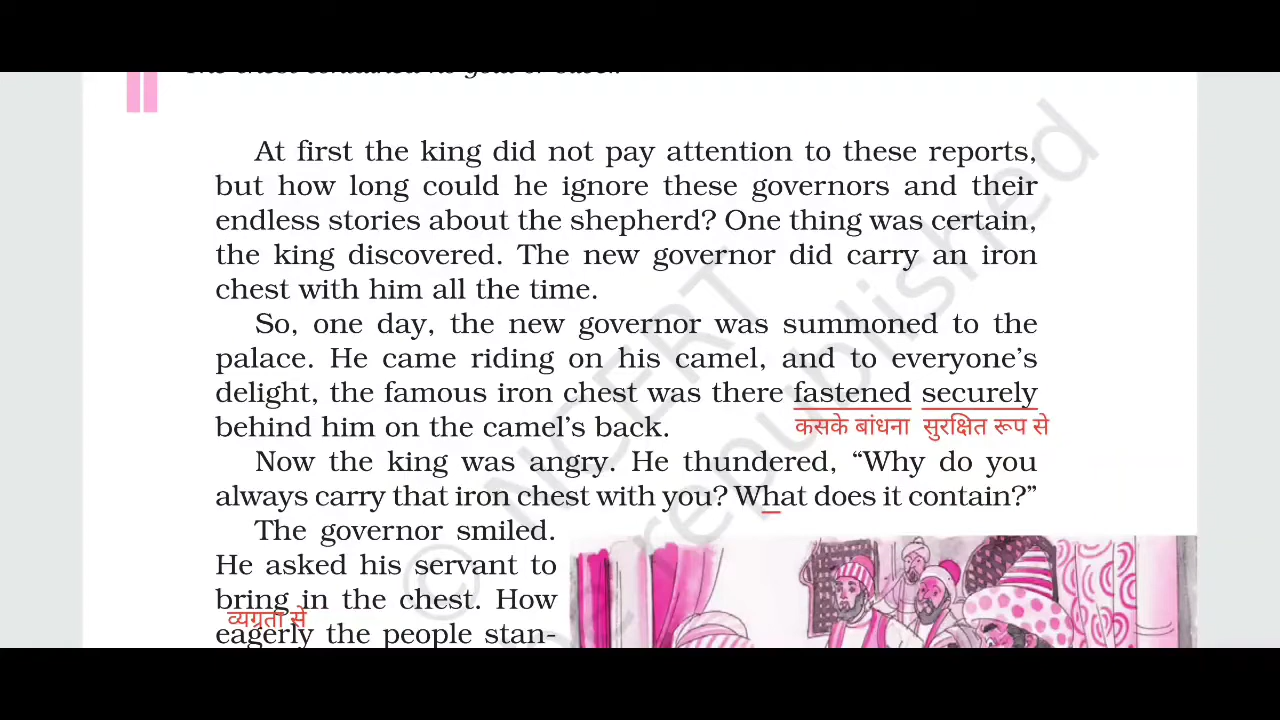 At first the king did not pay attention to these reports,
but how long could he ignore these governors and their
endless stories about the shepherd? One thing was certain,
the king discovered. The new governor did carry an iron
chest with him all the time.
So, one day, the new governor was summoned to the
palace. He came riding on his camel, and to everyone’s
delight, the famous iron chest was there fastened securely
कसके बांधना सुरक्षित रूप से
behind him on the camel’s back.
Now the king was angry. He thundered, “Why do you
always carry that iron chest with you? What does it contain?”
The governor smiled.
He asked his servant to
bring in the chest. How
व्यग्रता से
eagerly the people stan-
© NCERT
republished